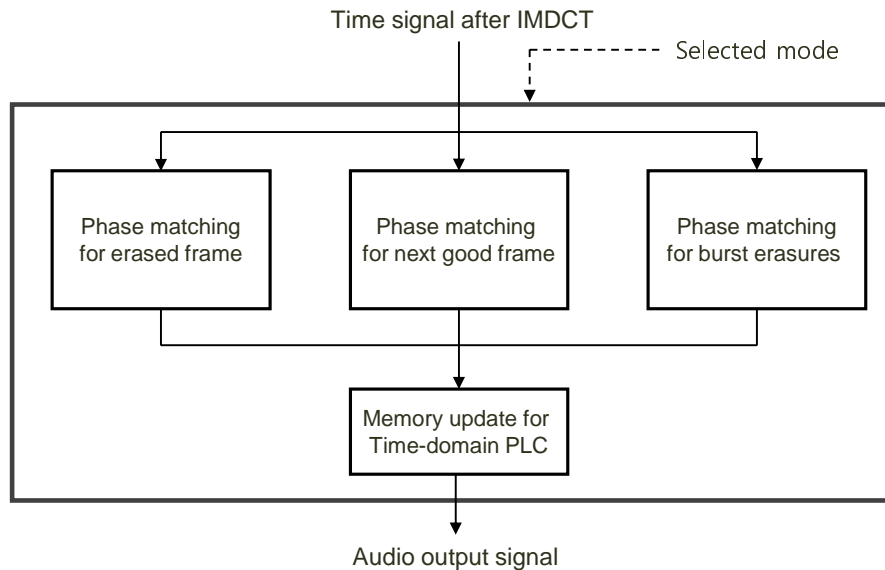 Time signal after IMDCT
Selected mode
Phase matching
for erased frame
Phase matching
for next good frame
Phase matching
for burst erasures
Memory update for
Time-domain PLC
Audio output signal